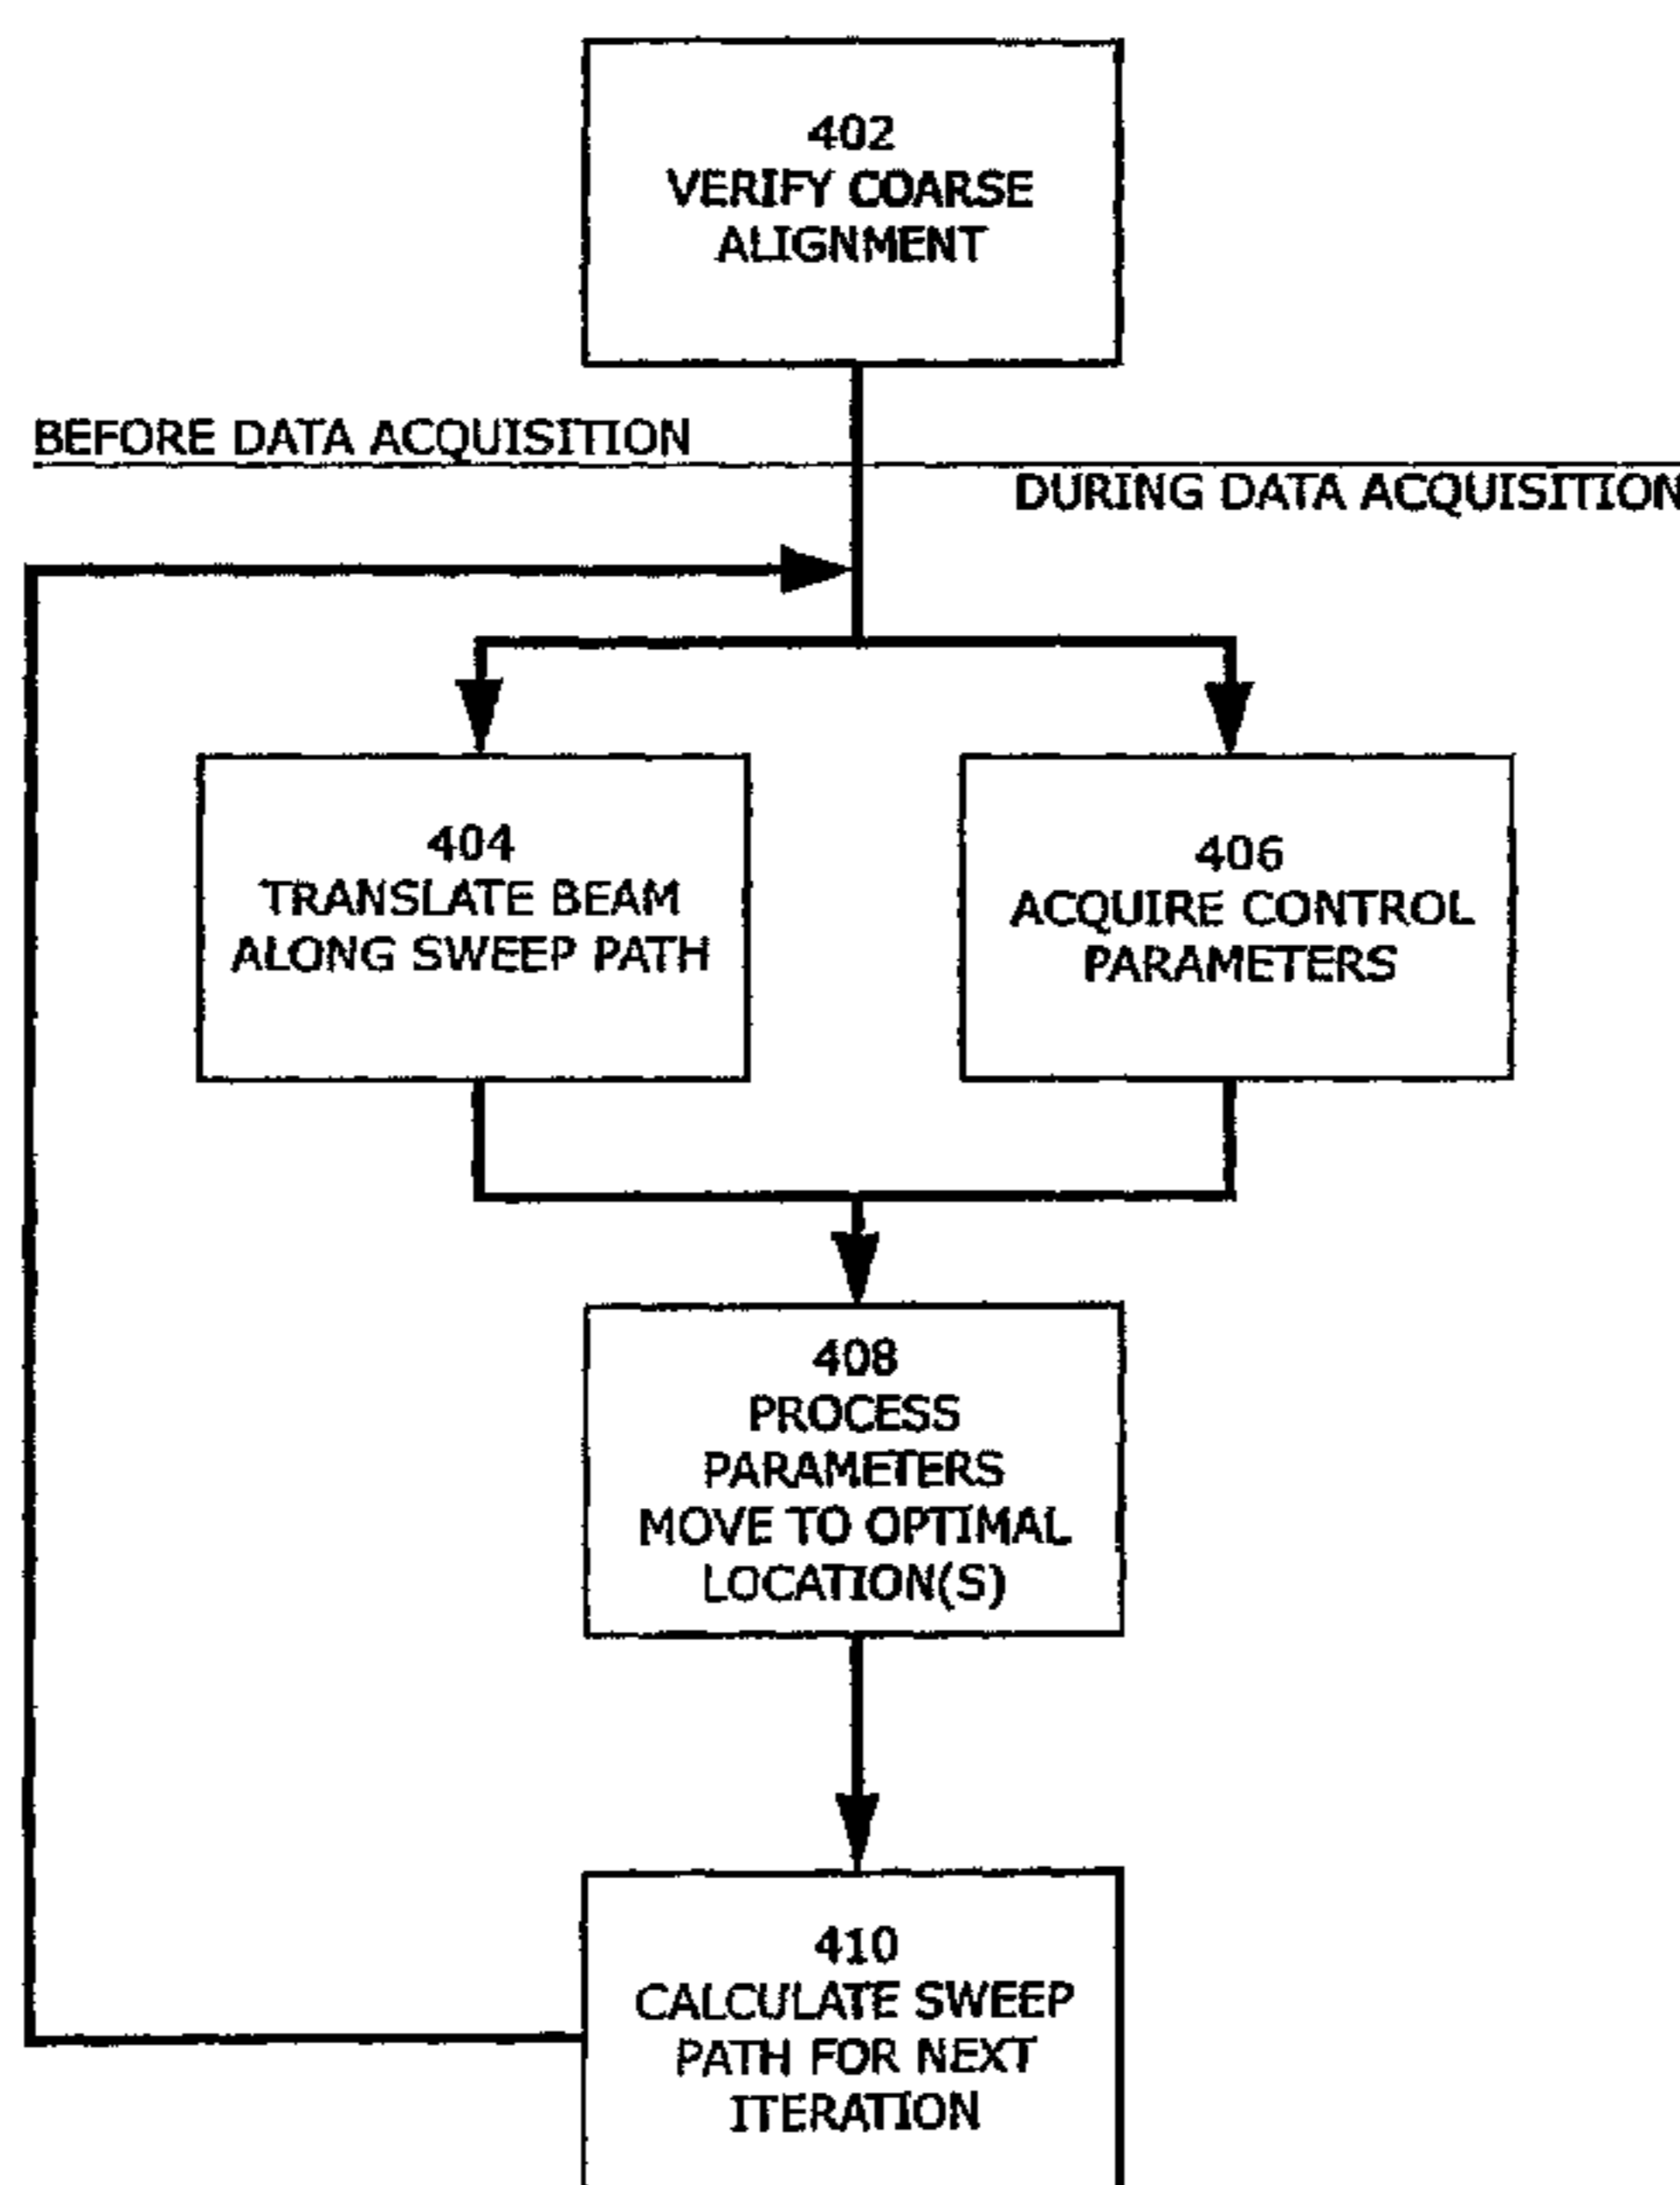 402
VERIFY COARSE
ALIGNMENT
BEFORE DATA ACQUISITION
DURING DATA ACQUISITION
404
TRANSLATE BEAM
ALONG SWEEP PATH
406
ACQUIRE CONTROL
PARAMETERS
408
PROCESS
PARAMETERS
MOVE TO OPTIMAL
LOCATION(S)
410
CALCULATE SWEEP
PATH FOR NEXT
ITERATION